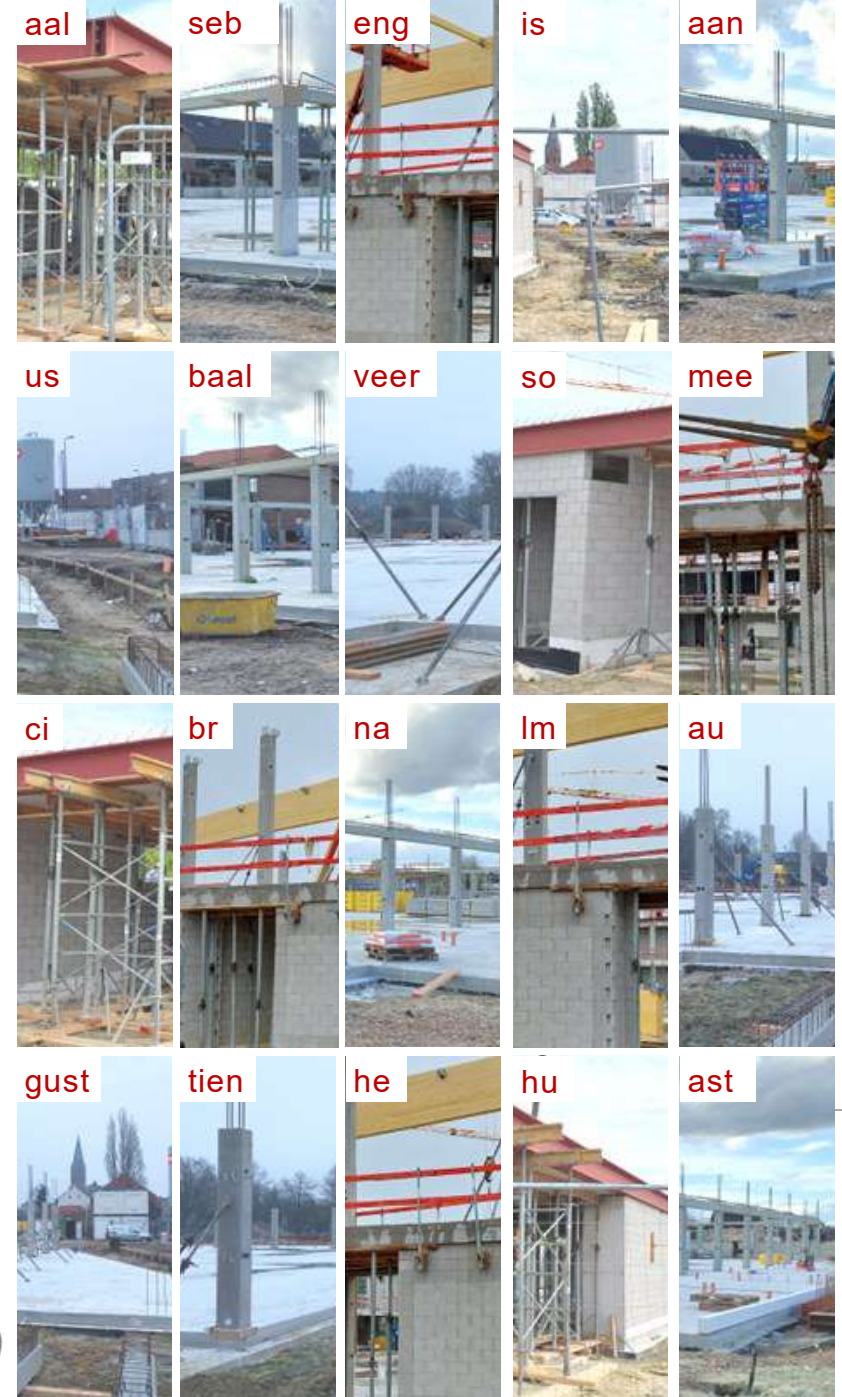 aal seb eng is aan
us baal veer so mee
ci br na lm au
gust tien he hu ast